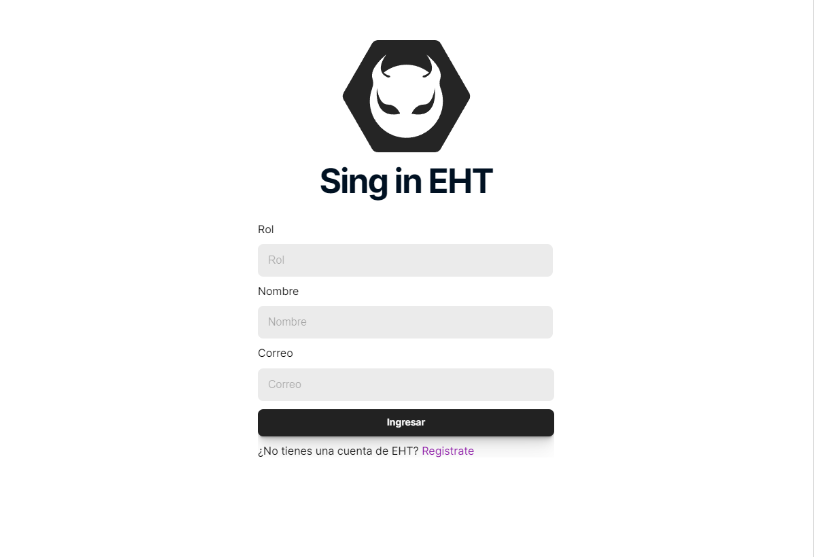 Sing in EHT
Rol
Rol
Nombre
Nombre
Correo
Correo
Ingresar
¿No tienes una cuenta de EHT? Registrate